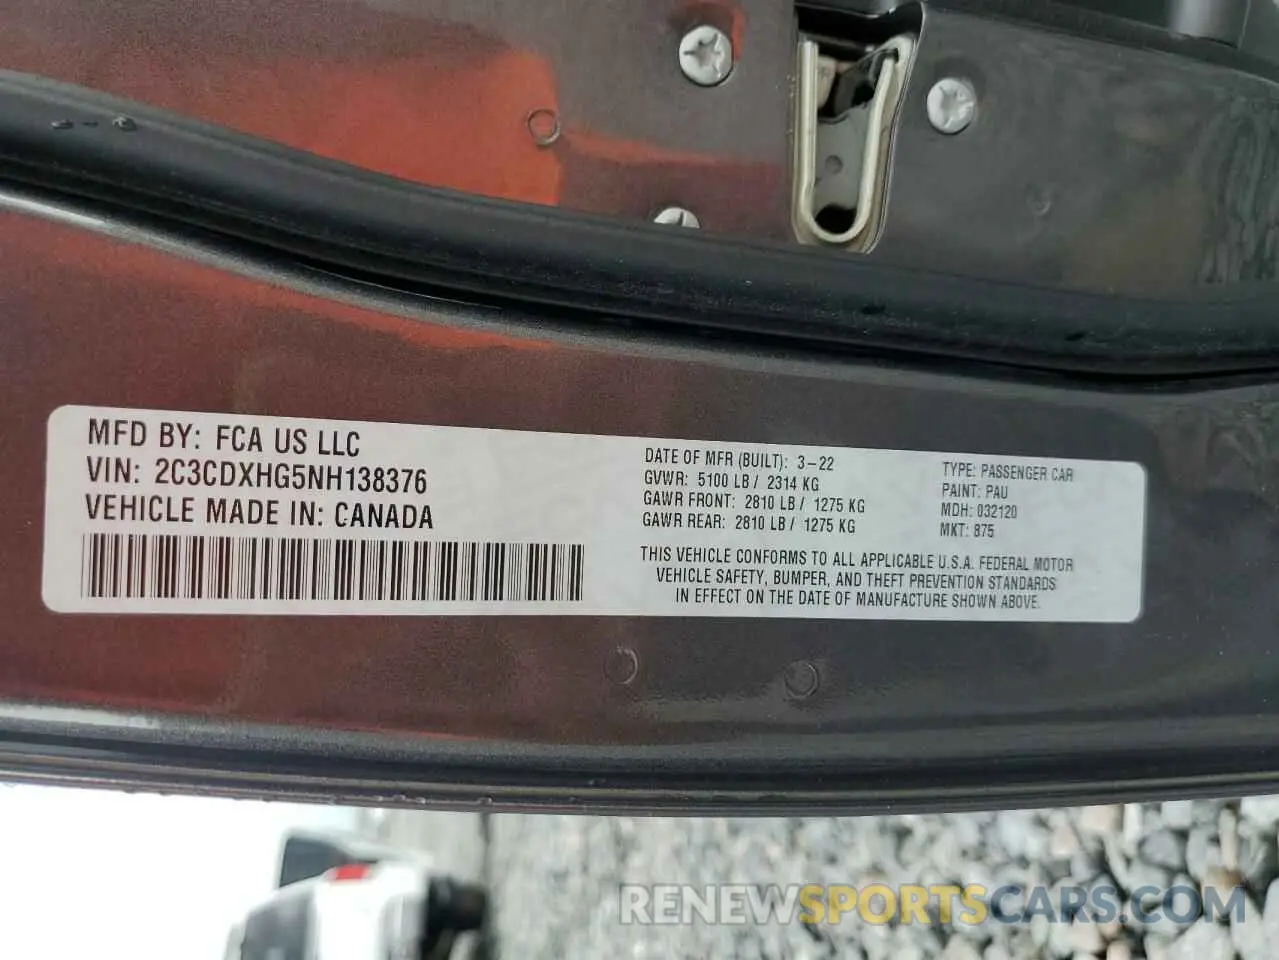 MFD BY: FCA US LLC
VIN: 2C3CDXHG5NH138376
VEHICLE MADE IN: CANADA
DATE OF MFR (BUILT): 3-22
GVWR: 5100 LB / 2314 KG
GAWR FRONT: 2810 LB / 1275 KG
GAWR REAR: 2810 LB / 1275 KG
TYPE: PASSENGER CAR
PAINT: PAU
MDH: 032120
MKT: 875
THIS VEHICLE CONFORMS TO ALL APPLICABLE U.S.A. FEDERAL MOTOR
VEHICLE SAFETY, BUMPER, AND THEFT PREVENTION STANDARDS
IN EFFECT ON THE DATE OF MANUFACTURE SHOWN ABOVE.
RENEWSPORTSCARS.COM